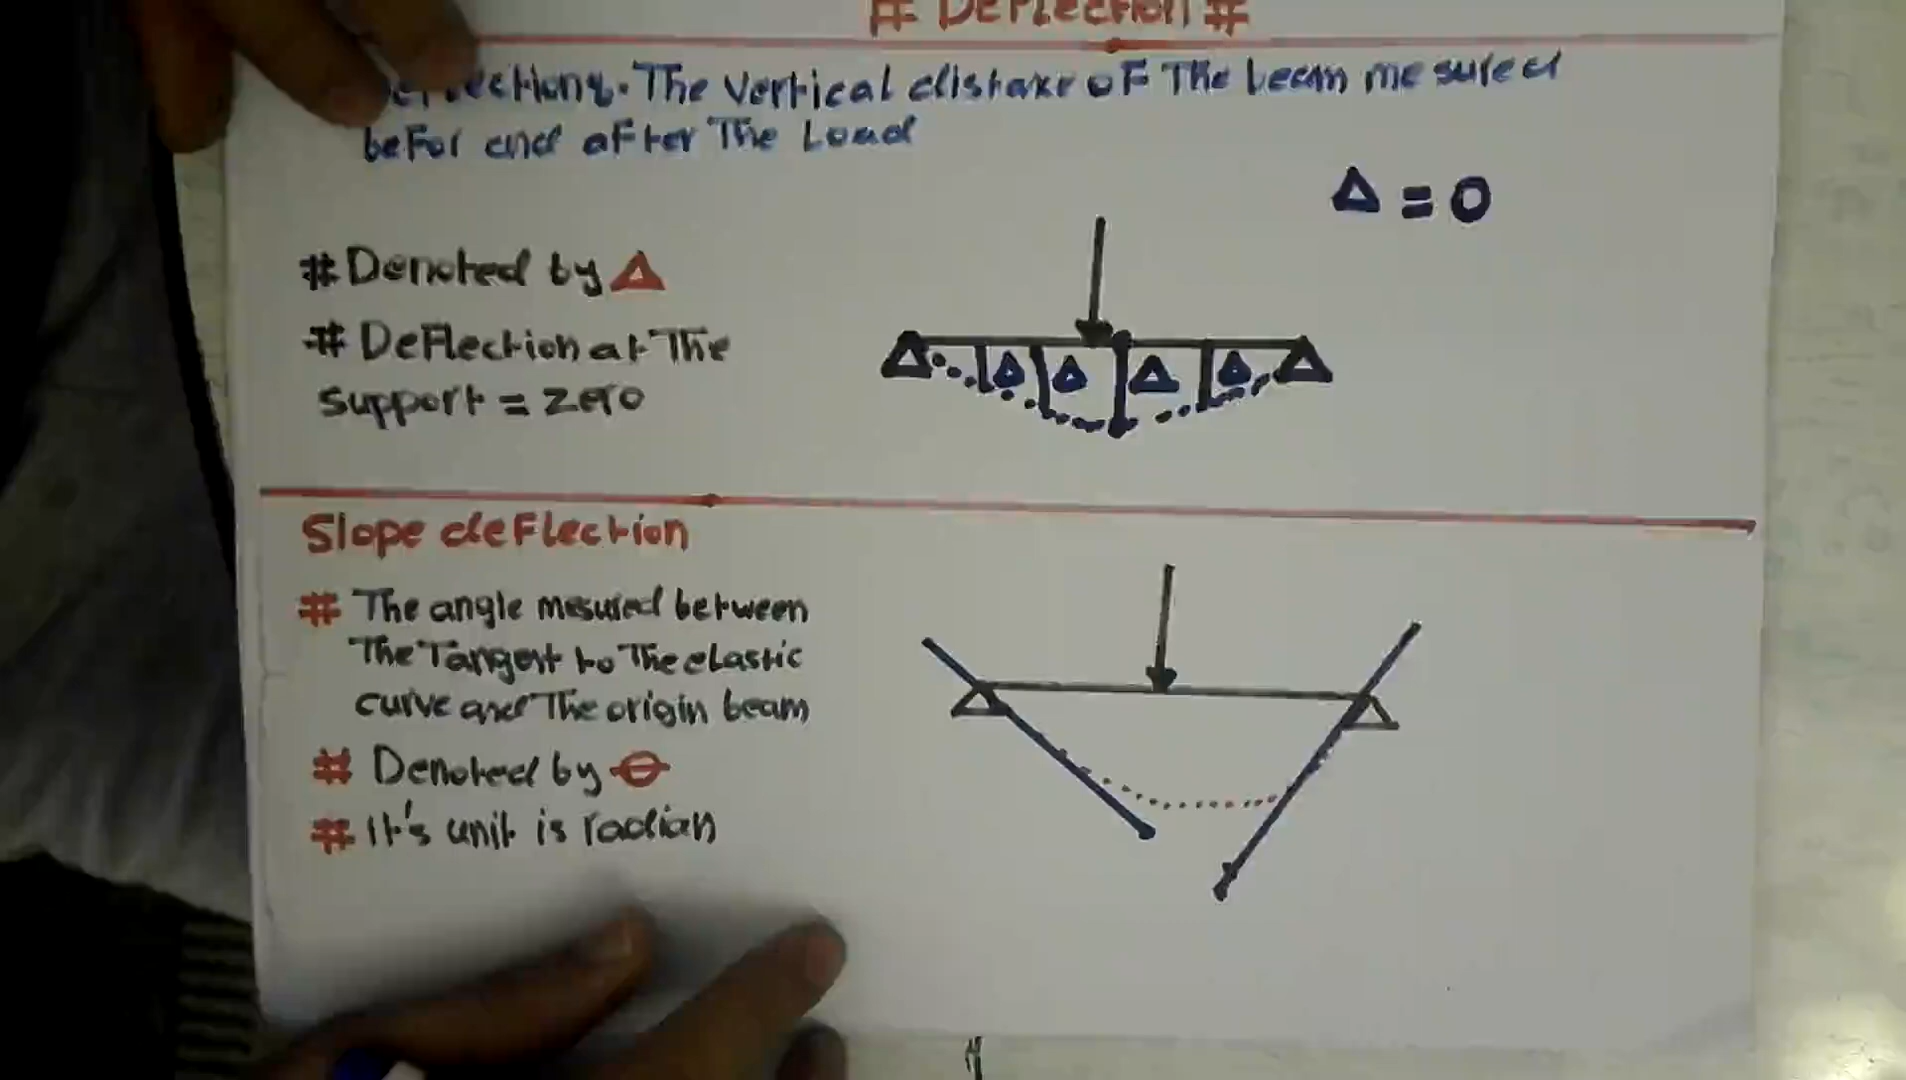 # Deflection #
The vertical distance of The beam mesured
befor and after The Load
Δ = 0
# Denoted by Δ
# Deflection at The
support = zero
Δ Δ Δ Δ
Slope deflection
# The angle mesured between
The Tangent to The elastic
curve and The origin beam
# Denoted by θ
# It's unit is radian